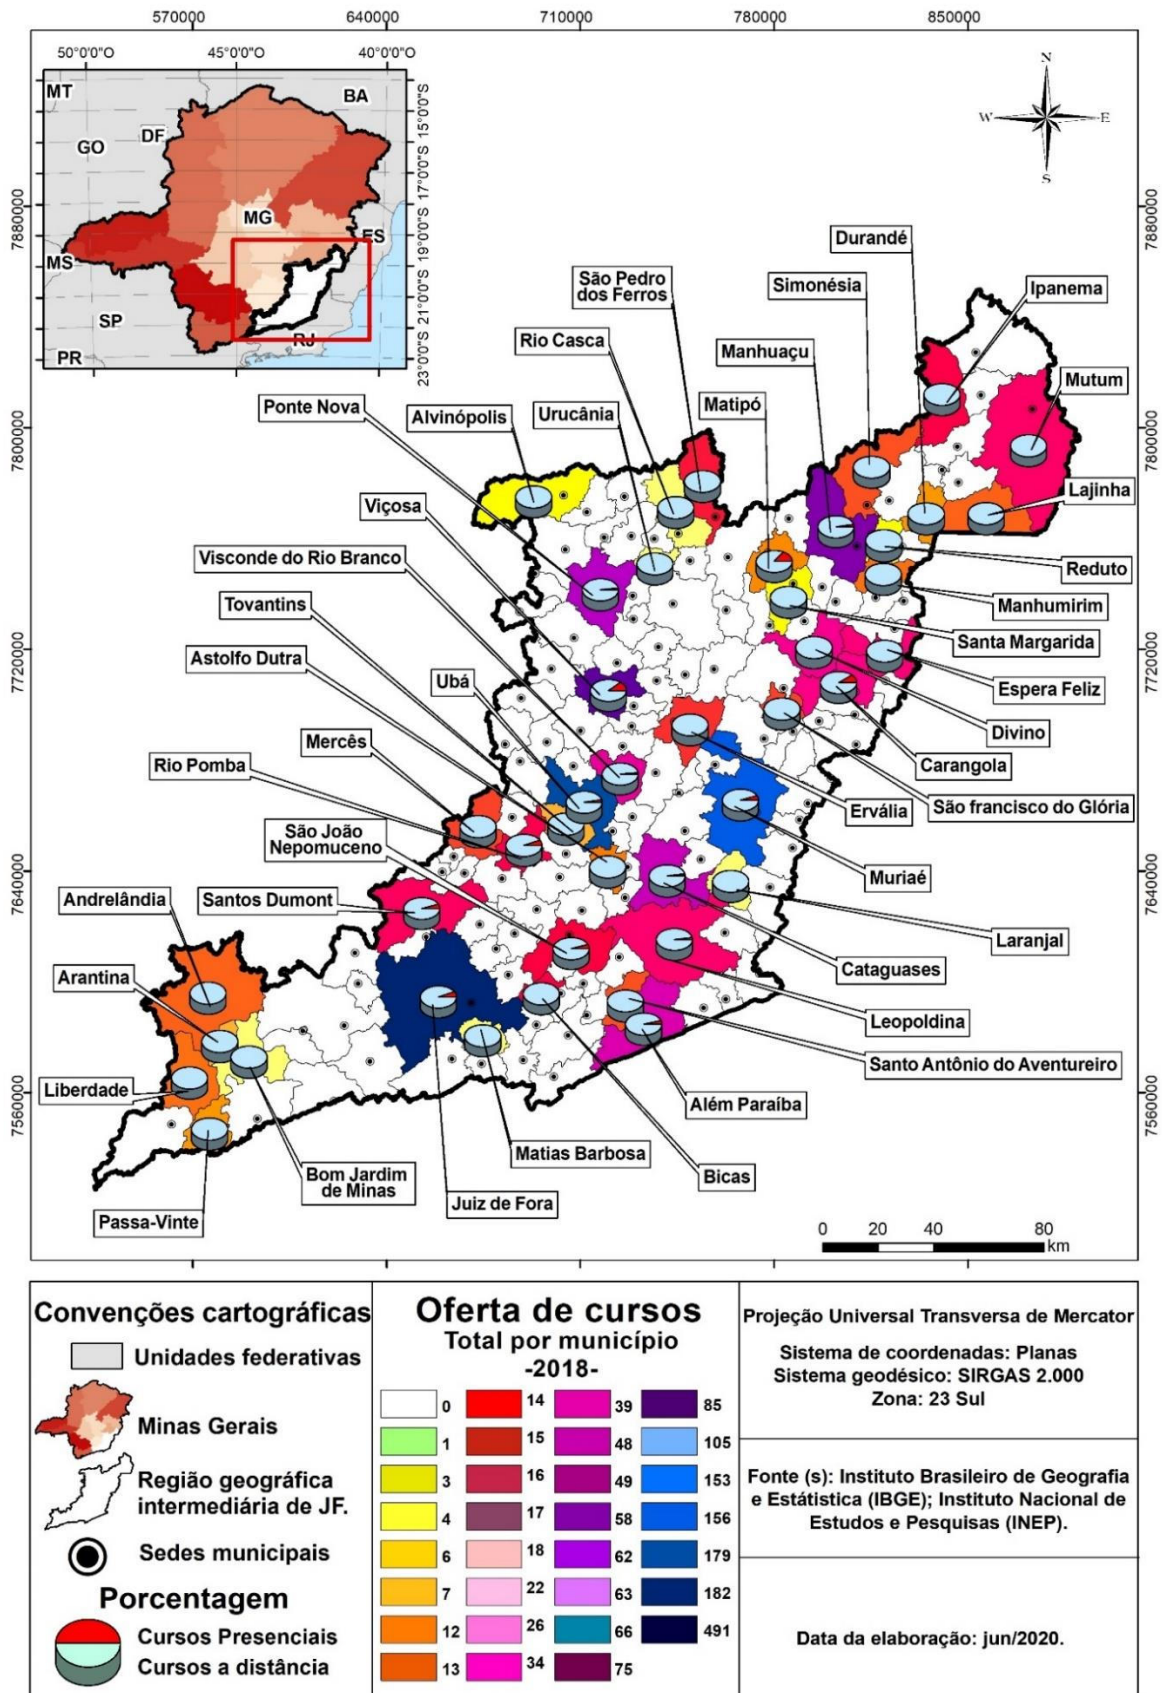 570000 640000 710000 780000 850000
50°0'0"O 45°0'0"O 40°0'0"O
MT
BA
DF
GO
MG
ES
MS
SP
RJ
PR
15°0'0"S
17°0'0"S
19°0'0"S
21°0'0"S
23°0'0"S
N
W E
S
7880000 7880000
7800000 7800000
7720000 7720000
7640000 7640000
7560000 7560000
Durandé
São Pedro
dos Ferros
Simonésia
Ipanema
Rio Casca
Manhuaçu
Mutum
Ponte Nova
Alvinópolis
Urucânia
Matipó
Lajinha
Viçosa
Visconde do Rio Branco
Reduto
Tovantins
Manhumirim
Santa Margarida
Astolfo Dutra
Ubá
Espera Feliz
Divino
Mercês
Rio Pomba
Carangola
São francisco do Glória
Ervália
São João
Nepomuceno
Muriaé
Andrelândia
Santos Dumont
Laranjal
Cataguases
Arantina
Leopoldina
Santo Antônio do Aventureiro
Liberdade
Além Paraíba
Matias Barbosa
Bicas
Bom Jardim
de Minas
Juiz de Fora
Passa-Vinte
0 20 40 80
km
Convenções cartográficas
Unidades federativas
Minas Gerais
Região geográfica
intermediária de JF.
Sedes municipais
Porcentagem
Cursos Presenciais
Cursos a distância
Oferta de cursos
Total por município
-2018-
0 14 39 85
1 15 48 105
3 16 49 153
4 17 58 156
6 18 62 179
7 22 63 182
12 26 66 491
13 34 75
Projeção Universal Transversa de Mercator
Sistema de coordenadas: Planas
Sistema geodésico: SIRGAS 2.000
Zona: 23 Sul
Fonte (s): Instituto Brasileiro de Geografia
e Estátistica (IBGE); Instituto Nacional de
Estudos e Pesquisas (INEP).
Data da elaboração: jun/2020.